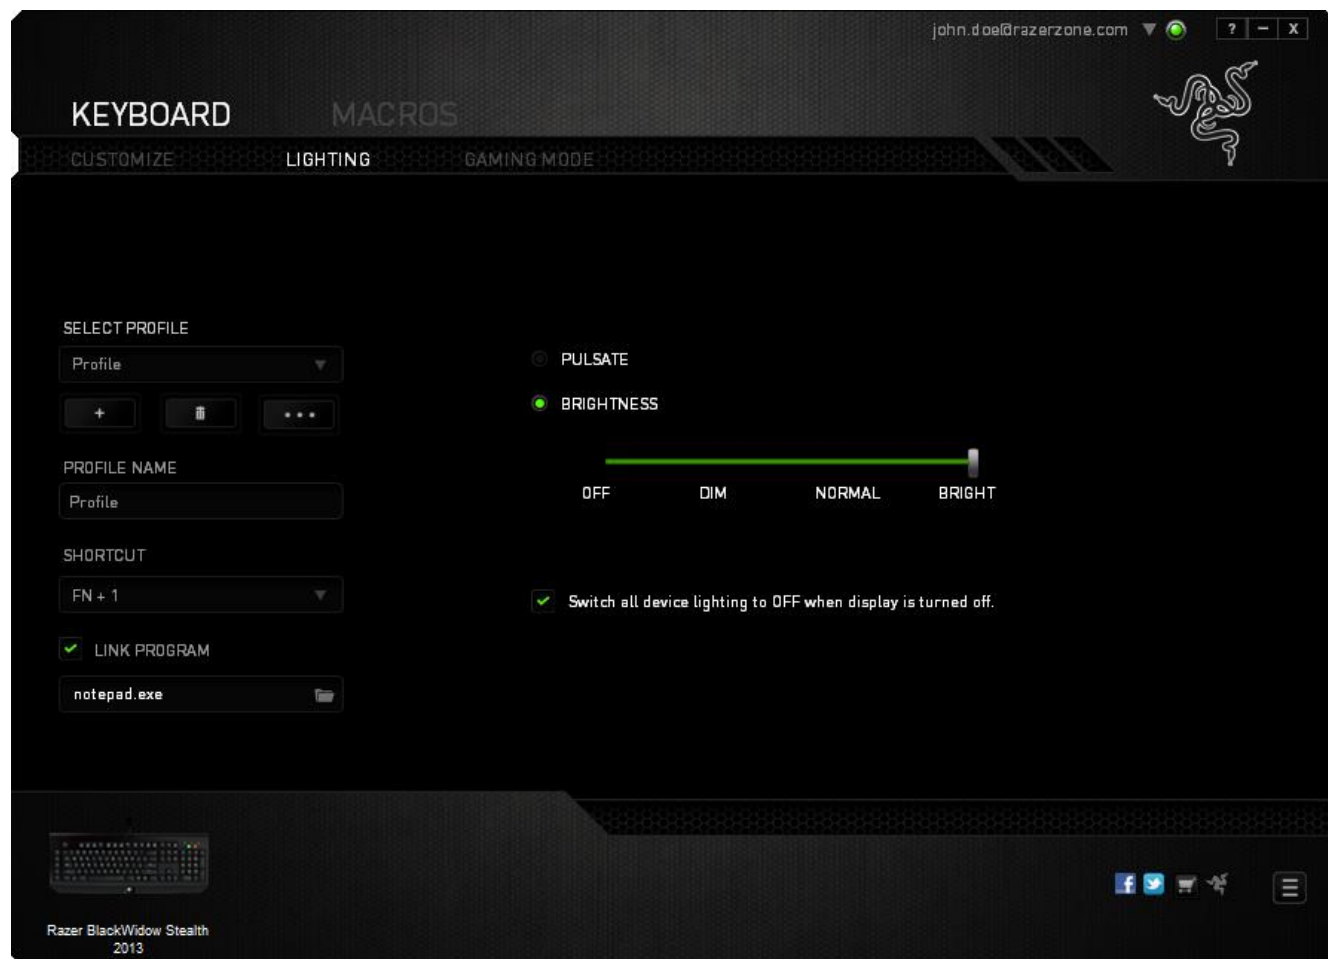 john.doe@razerzone.com
? – X
KEYBOARD MACROS
CUSTOMIZE LIGHTING GAMING MODE
SELECT PROFILE
Profile
+
PROFILE NAME
Profile
SHORTCUT
FN + 1
LINK PROGRAM
notepad.exe
PULSATE
BRIGHTNESS
OFF DIM NORMAL BRIGHT
Switch all device lighting to OFF when display is turned off.
Razer BlackWidow Stealth
2013